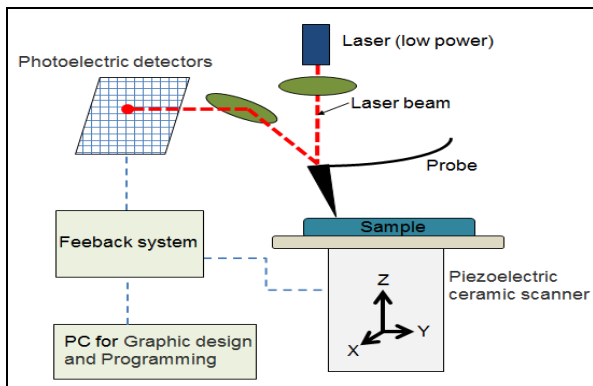 Laser (low power)
Photoelectric detectors
Laser beam
Probe
Sample
Feeback system
Piezoelectric
ceramic scanner
Z
Y
X
PC for Graphic design
and Programming